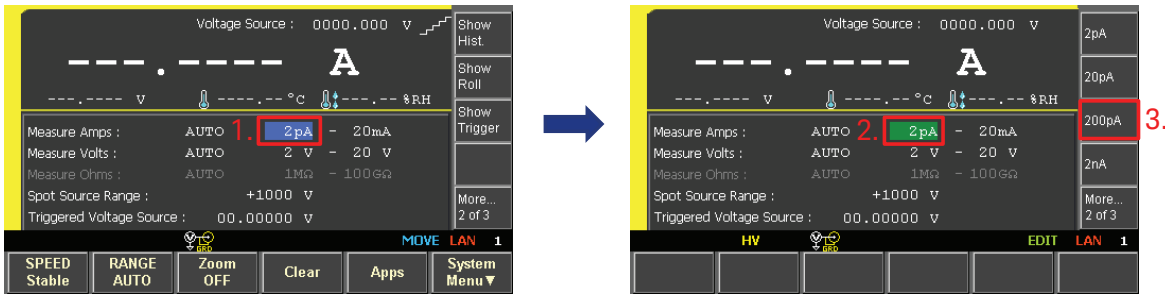 Voltage Source : 0000.000 V
---.---- A
---.---- V ----.--°C ---.-- %RH
Measure Amps : AUTO 1. 2pA - 20mA
Measure Volts : AUTO 2 V - 20 V
Measure Ohms : AUTO 1MΩ - 100GΩ
Spot Source Range : +1000 V
Triggered Voltage Source : 00.00000 V
GRD MOVE LAN 1
Show Hist.
Show Roll
Show Trigger
More... 2 of 3
SPEED Stable
RANGE AUTO
Zoom OFF
Clear
Apps
System Menu▼
Voltage Source : 0000.000 V
---.---- A
---.---- V ----.--°C ---.-- %RH
Measure Amps : AUTO 2. 2pA - 20mA
Measure Volts : AUTO 2 V - 20 V
Measure Ohms : AUTO 1MΩ - 100GΩ
Spot Source Range : +1000 V
Triggered Voltage Source : 00.00000 V
HV GRD EDIT LAN 1
2pA
20pA
200pA 3.
2nA
More... 2 of 3